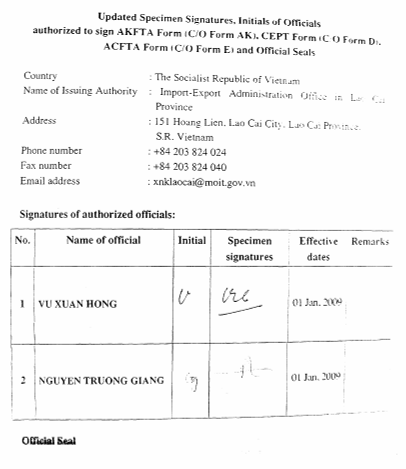 Updated Specimen Signatures, Initials of Officials
authorized to sign AKFTA Form (C/O Form AK), CEPT Form (C O Form D),
ACFTA Form (C/O Form E) and Official Seals
Country : The Socialist Republic of Vietnam
Name of Issuing Authority : Import-Export Administration Office in Lao Cai
Province
Address : 151 Hoang Lien, Lao Cai City, Lao Cai Province,
S.R. Vietnam
Phone number : +84 203 824 024
Fax number : +84 203 824 040
Email address : xnklaocai@moit.gov.vn
Signatures of authorized officials:
No. Name of official Initial Specimen signatures Effective dates Remarks
1 VU XUAN HONG 01 Jan. 2009
2 NGUYEN TRUONG GIANG 01 Jan. 2009
Official Seal